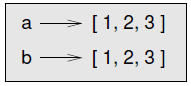 a [ 1, 2, 3 ]
b [ 1, 2, 3 ]